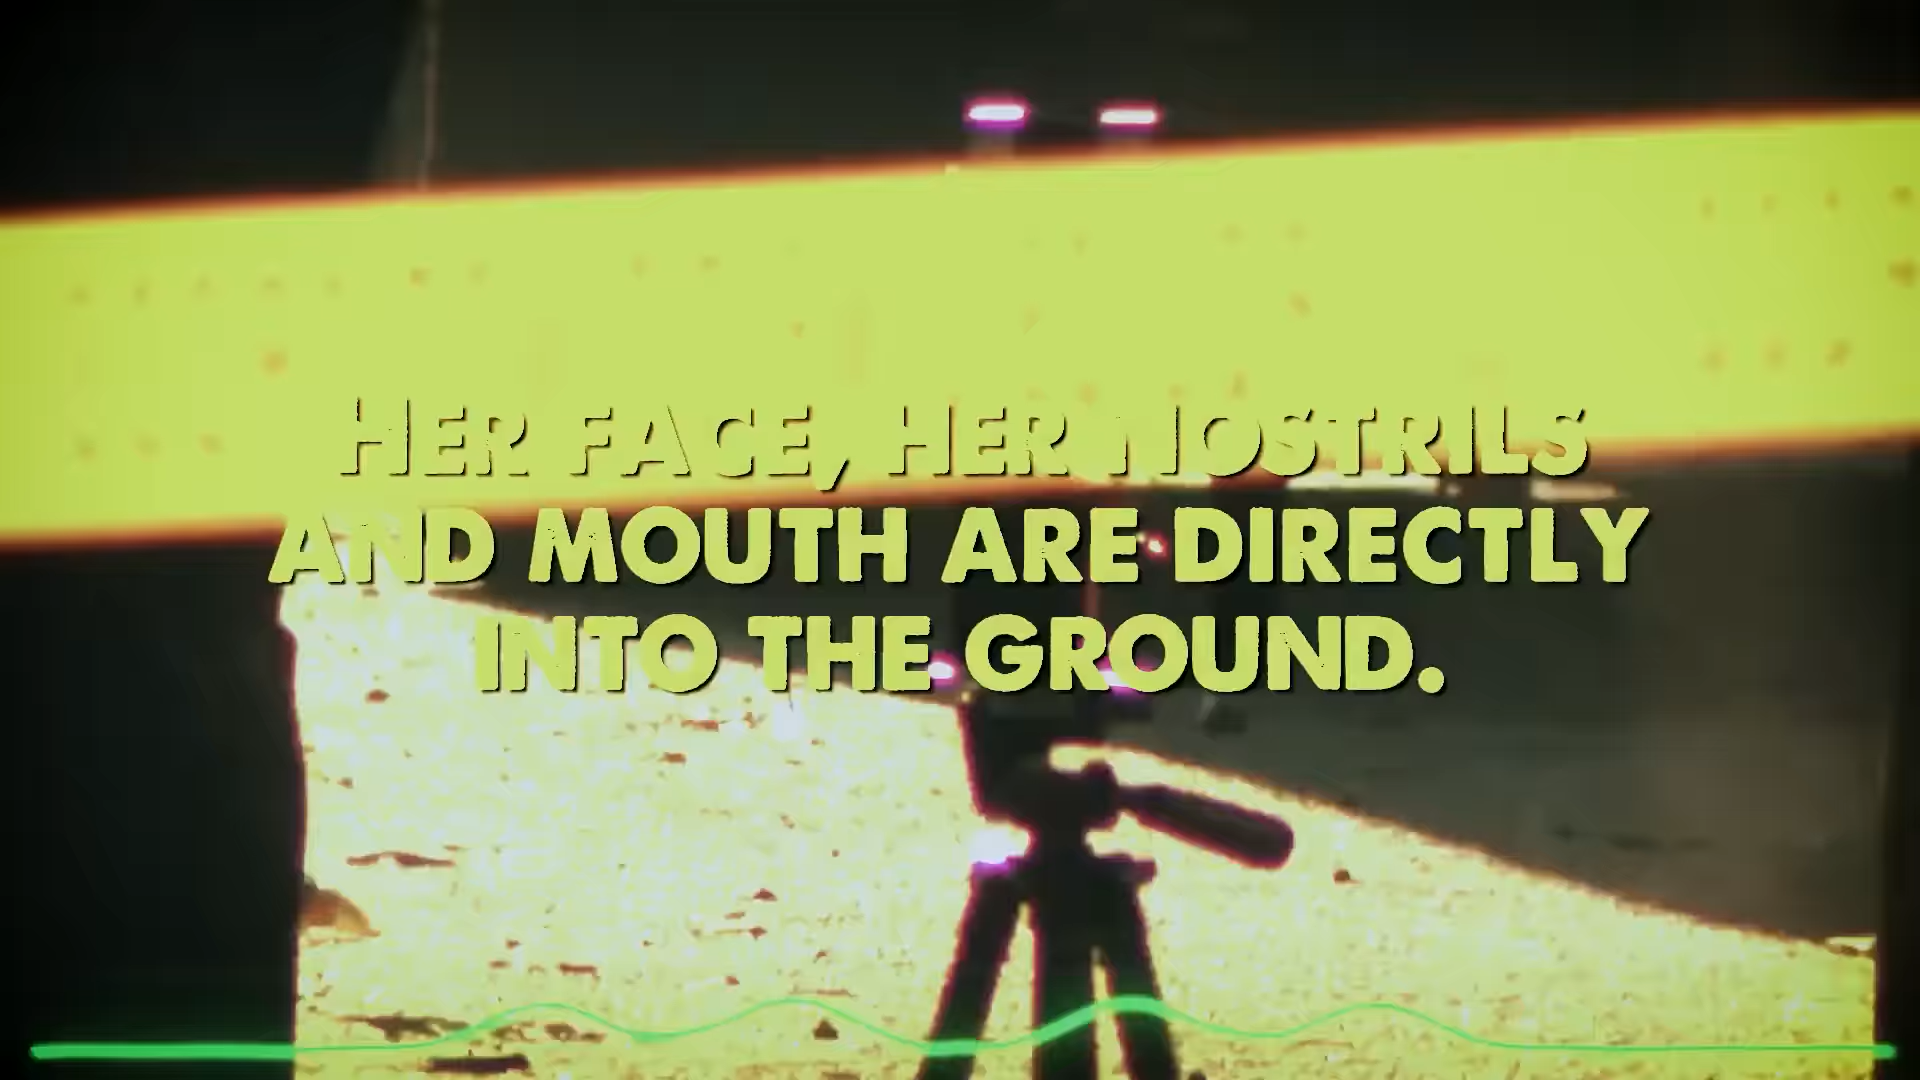 HER FACE, HER NOSTRILS
AND MOUTH ARE DIRECTLY
INTO THE GROUND.